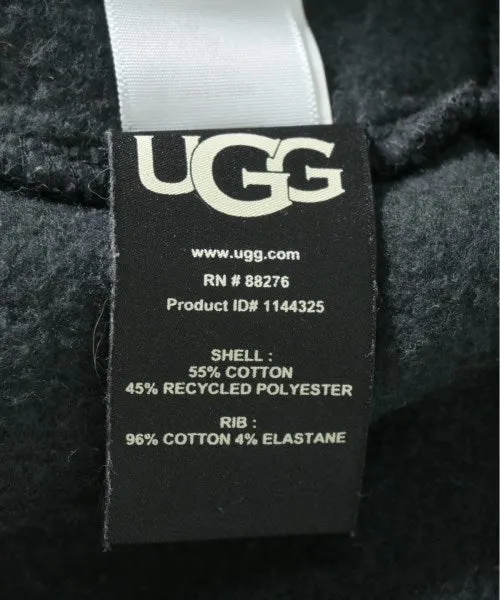 UGG
www.ugg.com
RN # 88276
Product ID# 1144325
SHELL :
55% COTTON
45% RECYCLED POLYESTER
RIB :
96% COTTON 4% ELASTANE